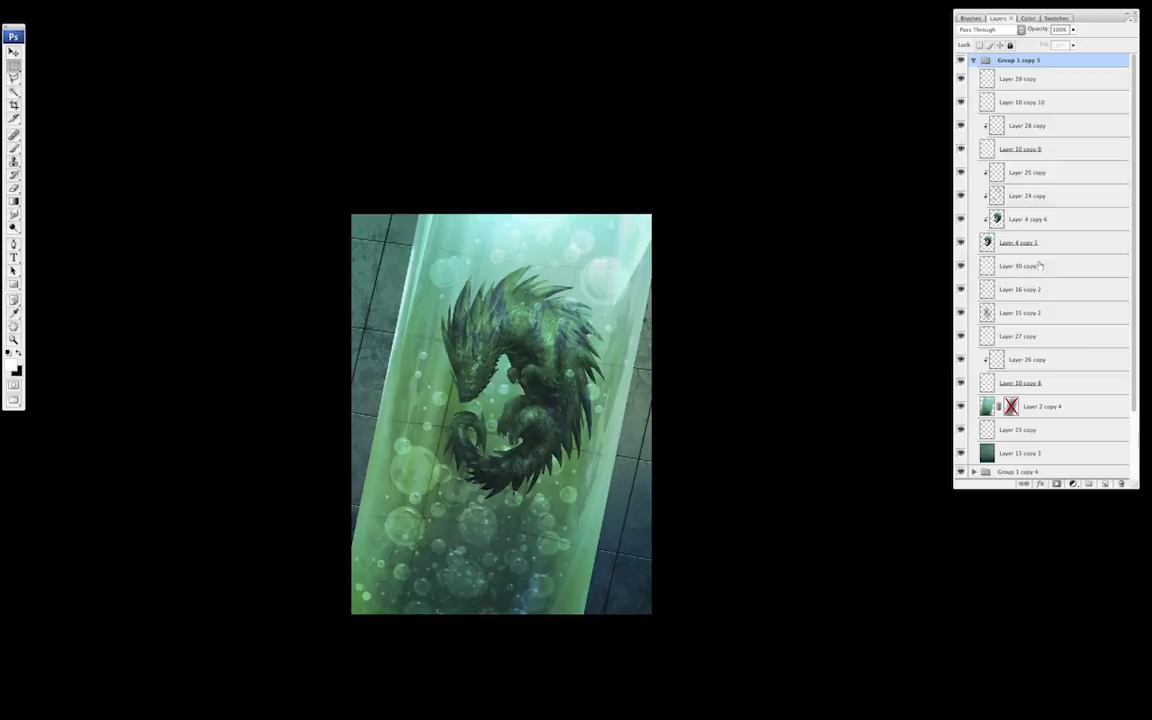 Ps
Brushes Layers Color Swatches
Pass Through Opacity: 100%
Lock: Fill: 100%
Group 1 copy 5
Layer 29 copy
Layer 10 copy 10
Layer 28 copy
Layer 10 copy 9
Layer 25 copy
Layer 24 copy
Layer 4 copy 6
Layer 4 copy 5
Layer 30 copy
Layer 16 copy 2
Layer 15 copy 2
Layer 27 copy
Layer 26 copy
Layer 10 copy 8
Layer 2 copy 4
Layer 23 copy
Layer 13 copy 3
Group 1 copy 4